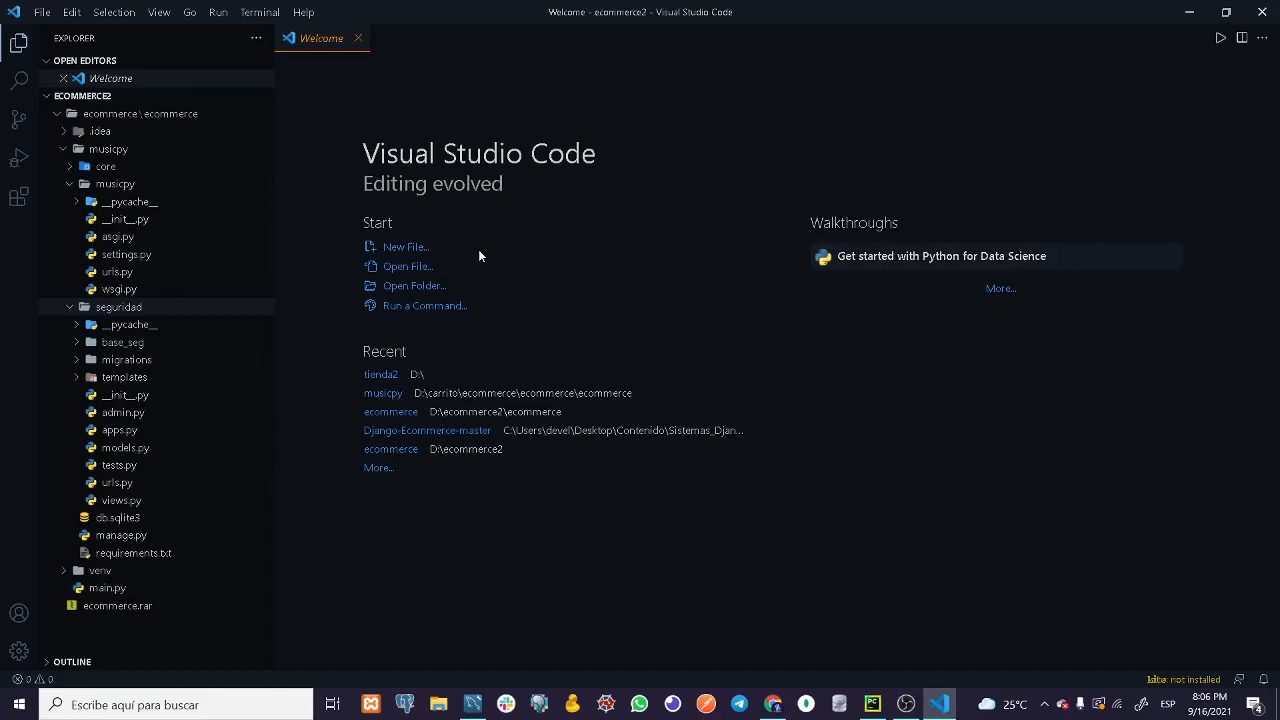 File Edit Selection View Go Run Terminal Help
Welcome - ecommerce2 - Visual Studio Code
EXPLORER
Welcome
OPEN EDITORS
Welcome
ECOMMERCE2
ecommerce\ecommerce
.idea
musicpy
core
musicpy
__pycache__
__init__.py
asgi.py
settings.py
urls.py
wsgi.py
seguridad
__pycache__
base_seg
migrations
templates
__init__.py
admin.py
apps.py
models.py
tests.py
urls.py
views.py
db.sqlite3
manage.py
requirements.txt
venv
main.py
ecommerce.rar
OUTLINE
Visual Studio Code
Editing evolved
Start
New File...
Open File...
Open Folder...
Run a Command...
Recent
tienda2 D:\
musicpy D:\carrito\ecommerce\ecommerce\ecommerce
ecommerce D:\ecommerce2\ecommerce
Django-Ecommerce-master C:\Users\devel\Desktop\Contenido\Sistemas_Djan...
ecommerce D:\ecommerce2
More...
Walkthroughs
Get started with Python for Data Science
More...
0 0
kite: not installed
Escribe aquí para buscar
25°C
ESP
8:06 PM
9/16/2021
4